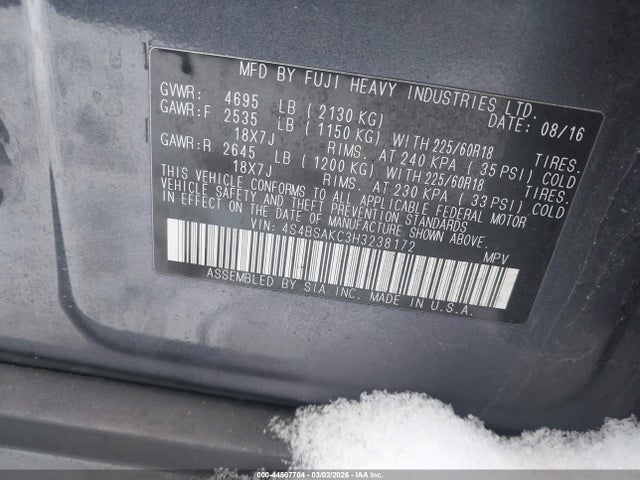 MFD BY FUJI HEAVY INDUSTRIES LTD.
GVWR: 4695 LB ( 2130 KG) DATE: 08/16
GAWR:F 2535 LB ( 1150 KG) WITH 225/60R18 TIRES.
18X7J RIMS. AT 240 KPA ( 35 PSI) COLD
GAWR:R 2645 LB ( 1200 KG) WITH 225/60R18 TIRES.
18X7J RIMS. AT 230 KPA ( 33 PSI) COLD
THIS VEHICLE CONFORMS TO ALL APPLICABLE FEDERAL MOTOR
VEHICLE SAFETY AND THEFT PREVENTION STANDARDS
IN EFFECT ON THE DATE OF MANUFACTURE SHOWN ABOVE.
VIN: 4S4BSAKC3H3238172 MPV
ASSEMBLED BY SIA INC. MADE IN U.S.A.
000-44507704 - 03/02/2026 - COPYRIGHT IAA, LLC.